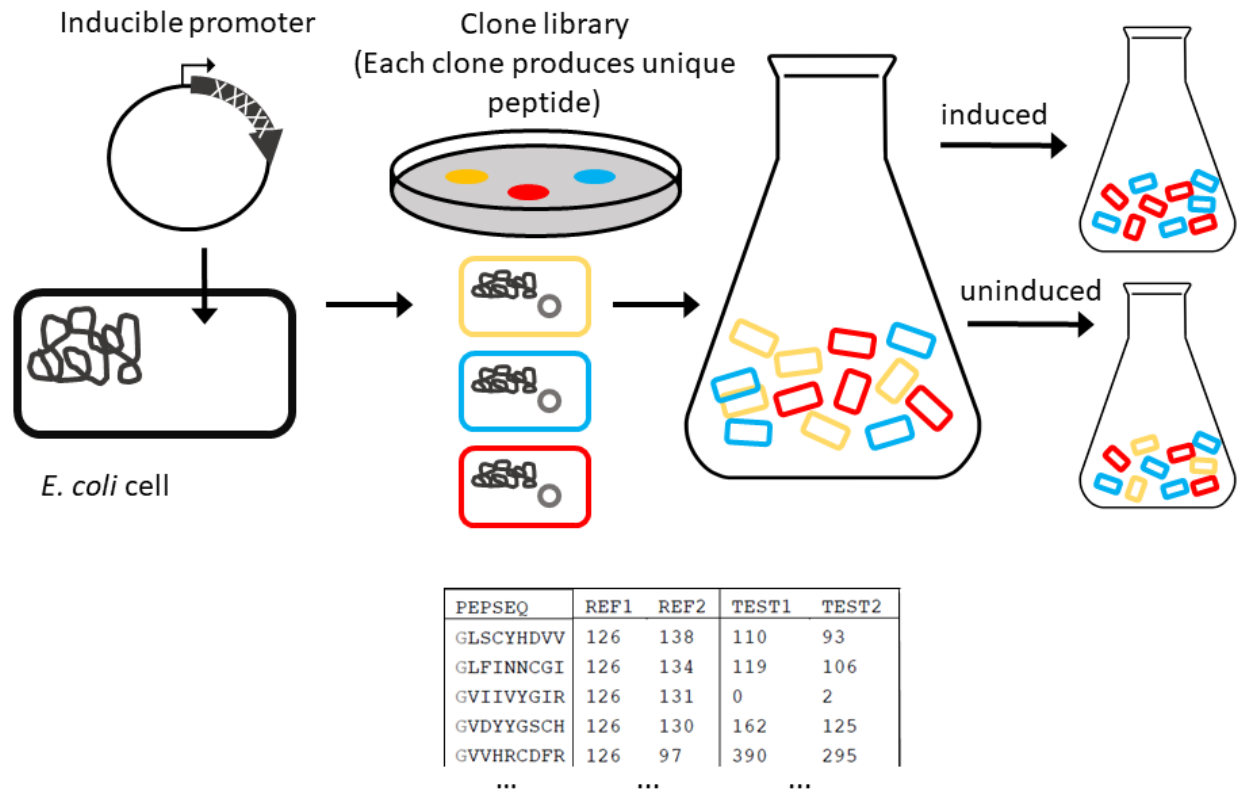 Inducible promoter
Clone library
(Each clone produces unique
peptide)
induced
uninduced
E. coli cell
PEPSEQ REF1 REF2 TEST1 TEST2
GLSCYHDVV 126 138 110 93
GLFINNCGI 126 134 119 106
GVIIVYGIR 126 131 0 2
GVDYYGSCH 126 130 162 125
GVVHRCDFR 126 97 390 295
... ... ...